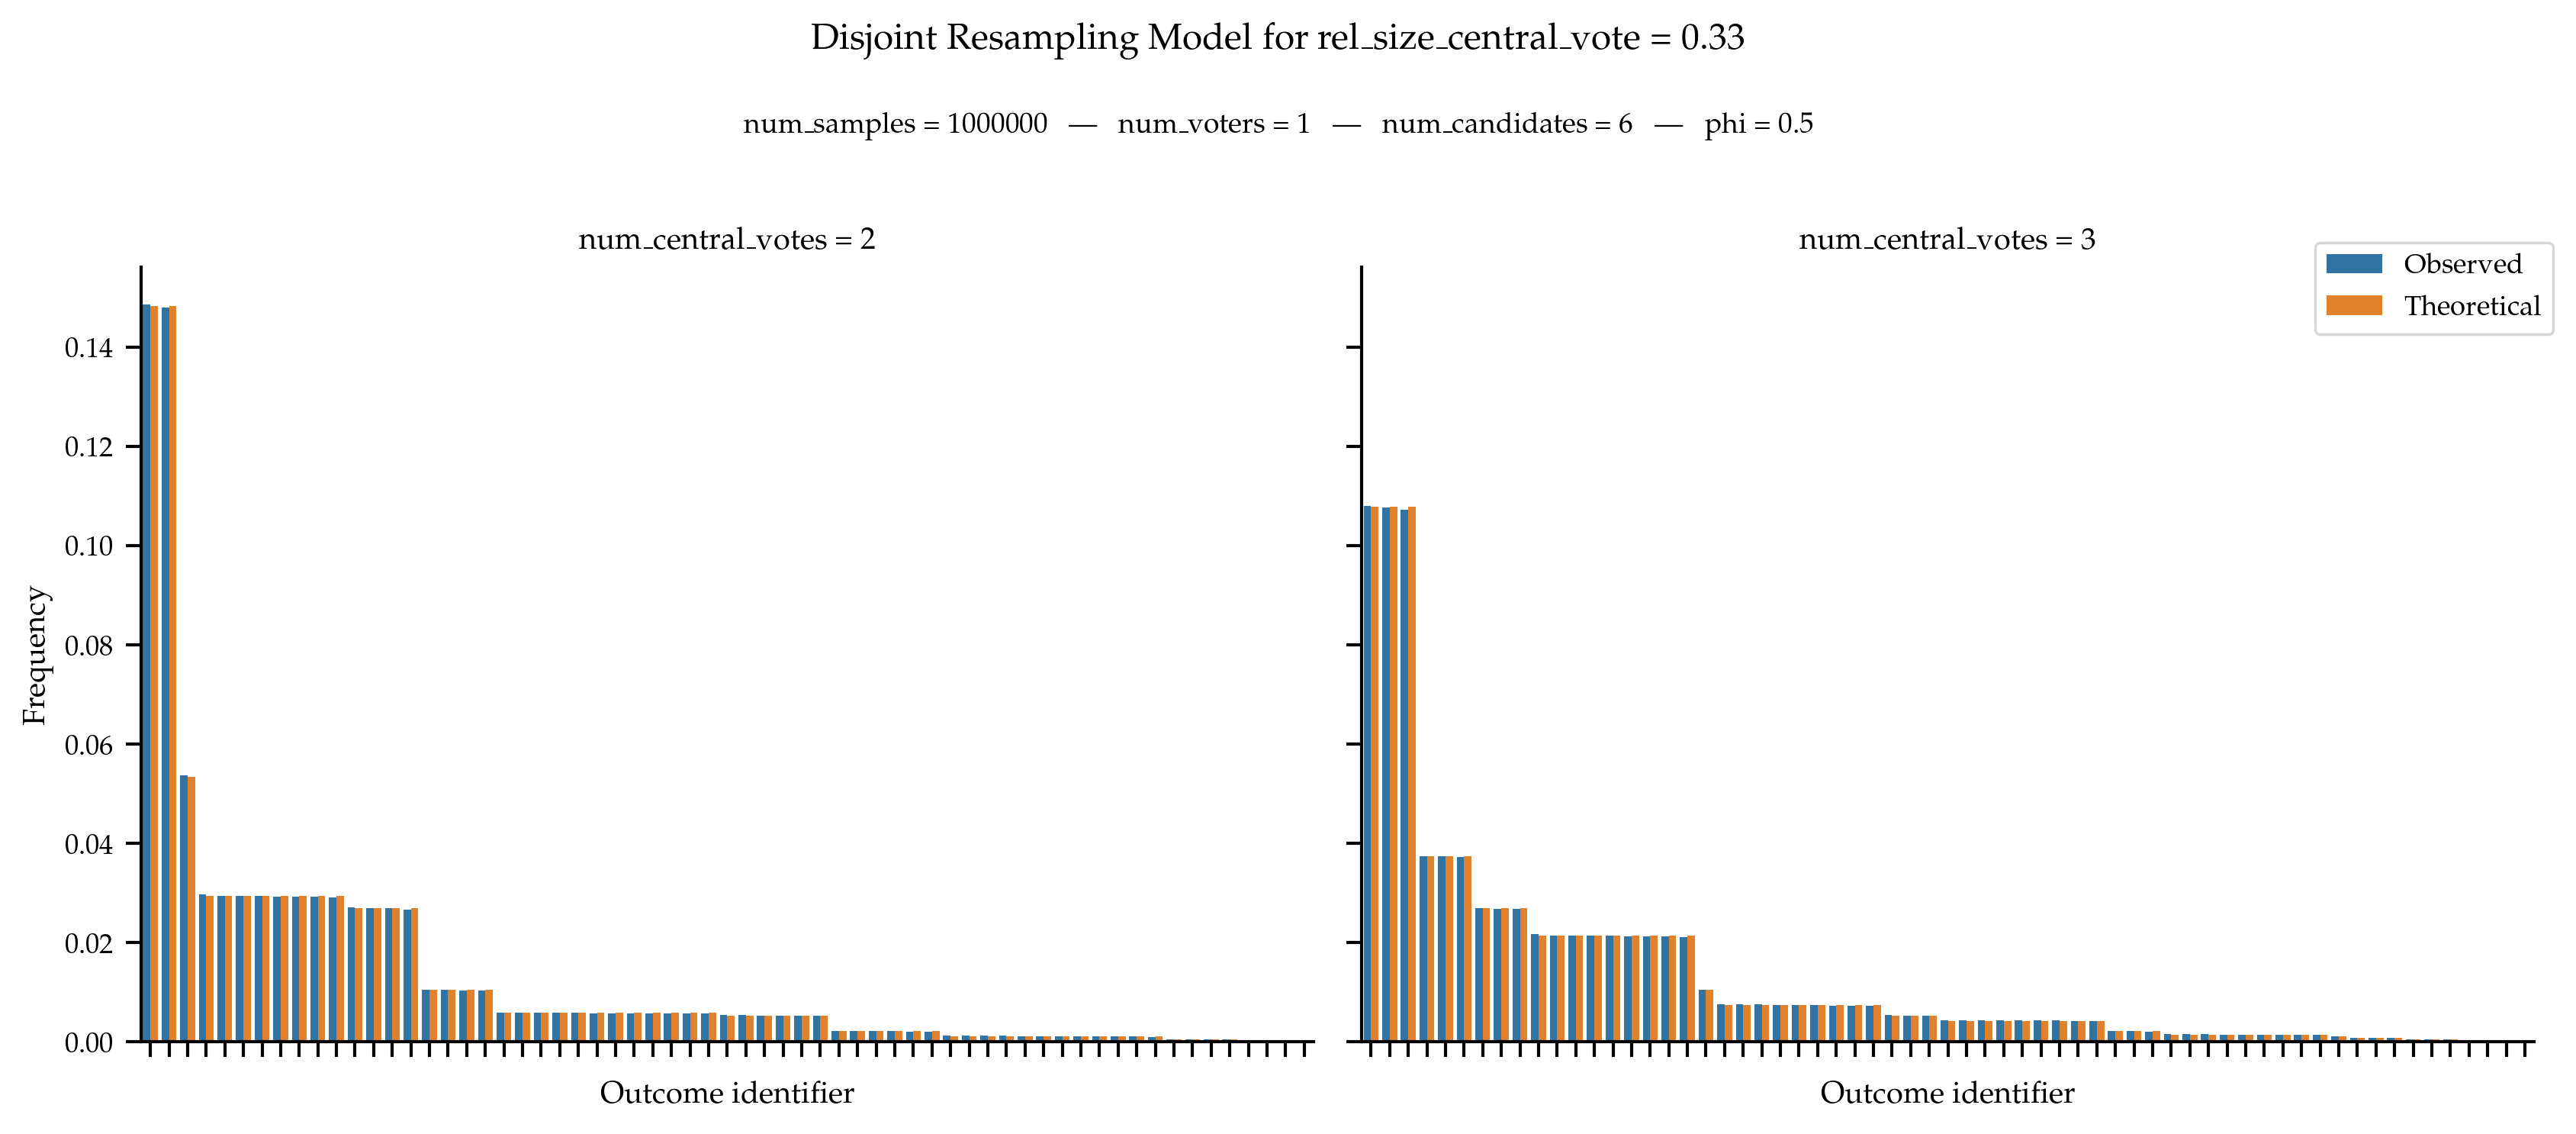 Disjoint Resampling Model for rel_size_central_vote = 0.33
num_samples = 1000000 — num_voters = 1 — num_candidates = 6 — phi = 0.5
num_central_votes = 2
num_central_votes = 3
Observed
Theoretical
Frequency
0.14
0.12
0.10
0.08
0.06
0.04
0.02
0.00
Outcome identifier
Outcome identifier